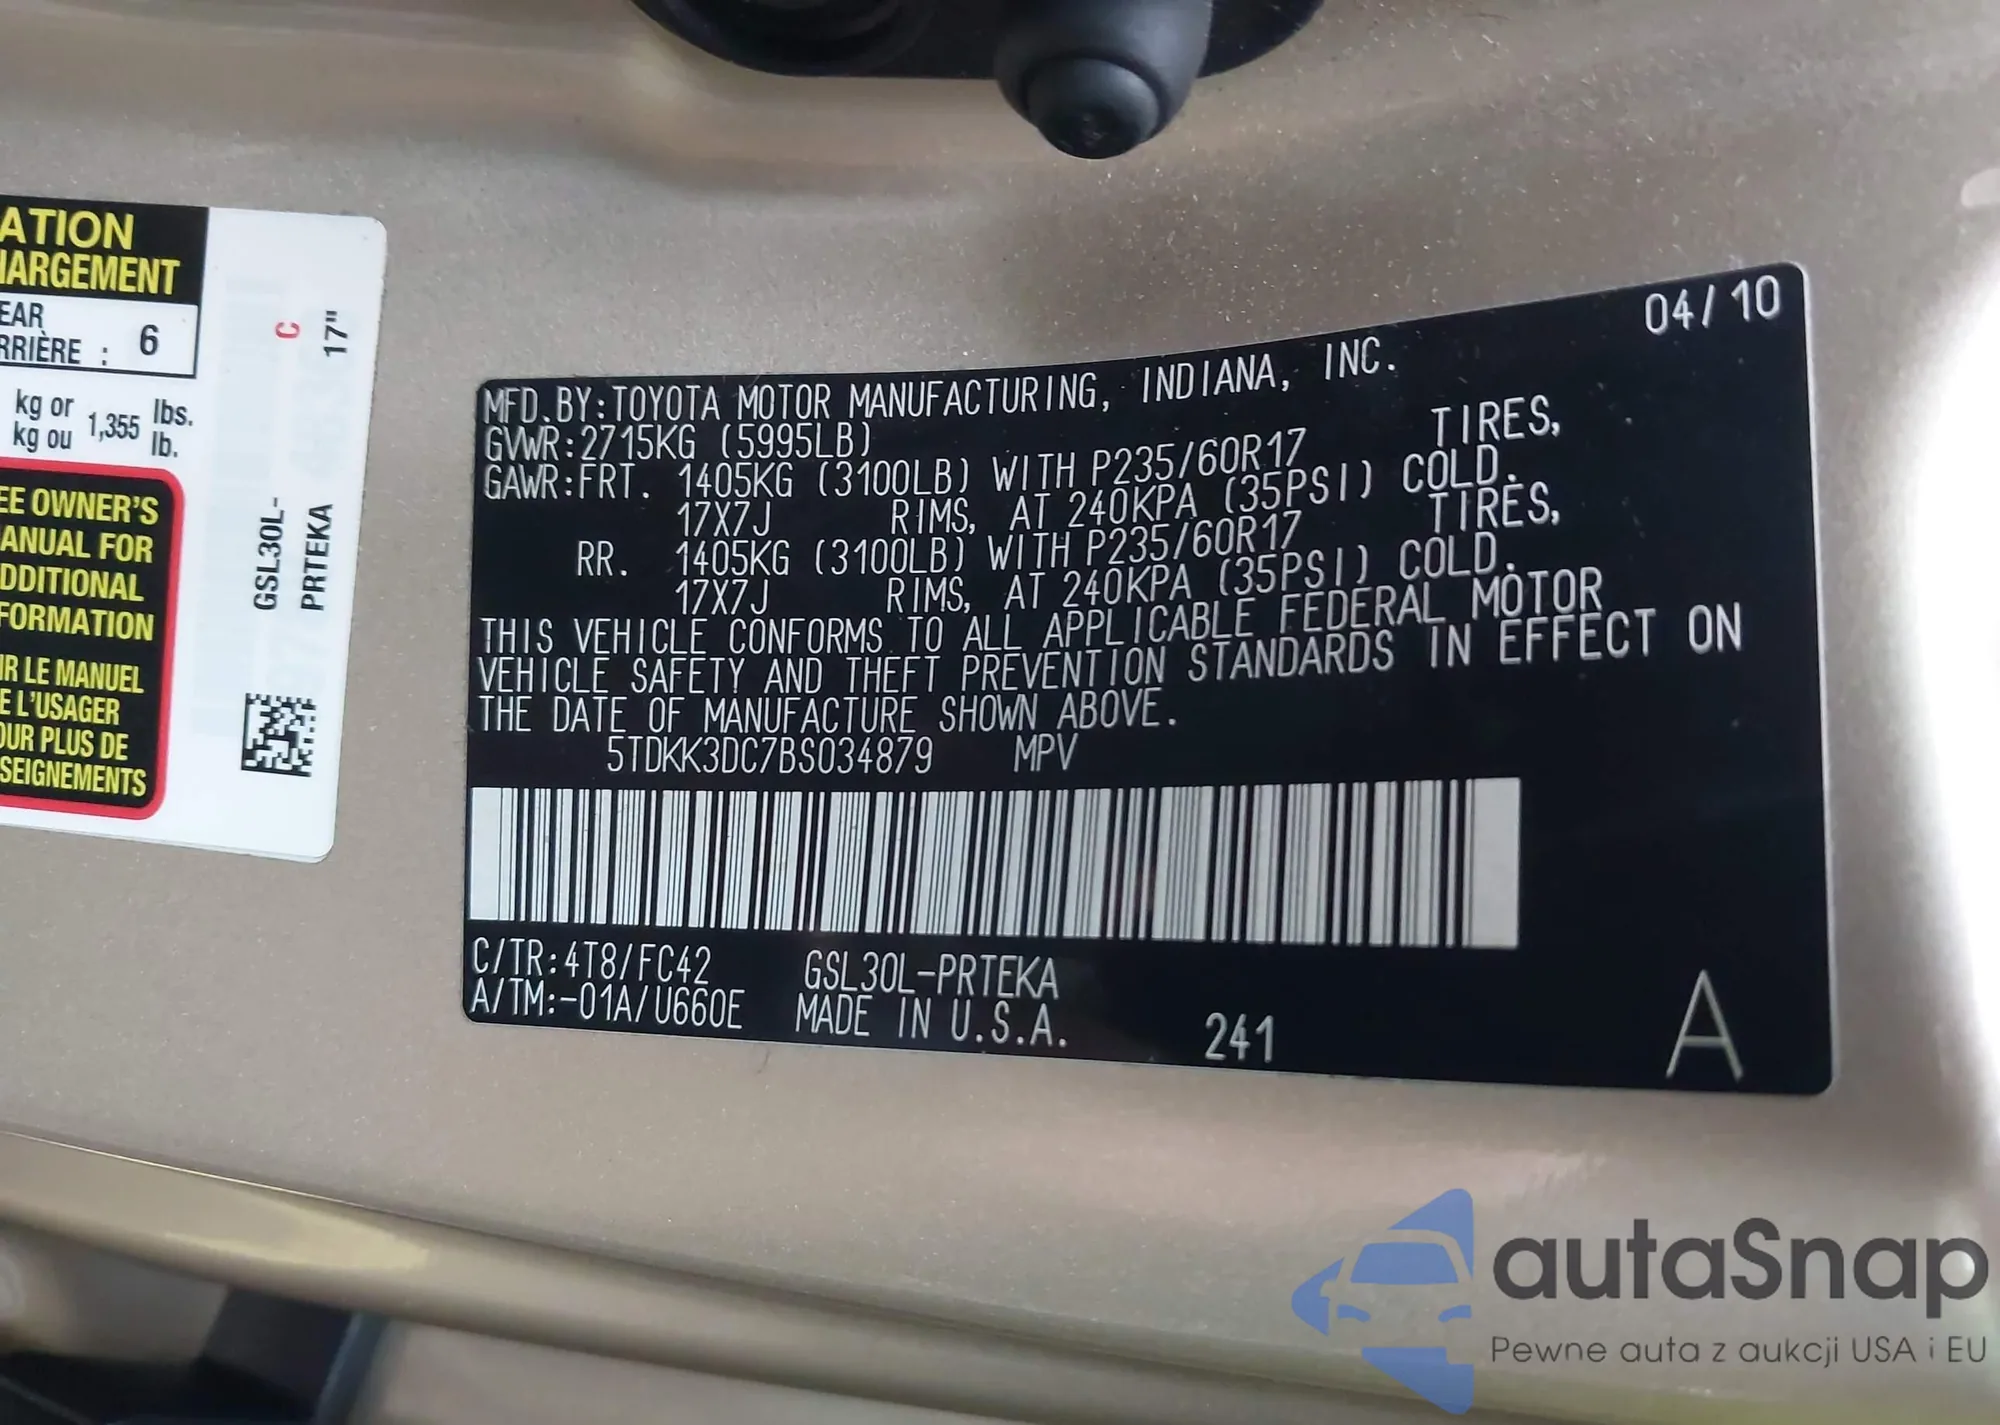 ATION
HARGEMENT
EAR
RRIÈRE : 6
kg or 1,355 lbs.
kg ou lb.
EE OWNER'S
ANUAL FOR
DDITIONAL
FORMATION
IR LE MANUEL
E L'USAGER
OUR PLUS DE
SEIGNEMENTS
C
17"
GSL30L-
PRTEKA
04/10
MFD.BY:TOYOTA MOTOR MANUFACTURING, INDIANA, INC.
GVWR:2715KG (5995LB)
GAWR:FRT. 1405KG (3100LB) WITH P235/60R17 TIRES,
17X7J RIMS, AT 240KPA (35PSI) COLD.
RR. 1405KG (3100LB) WITH P235/60R17 TIRES,
17X7J RIMS, AT 240KPA (35PSI) COLD.
THIS VEHICLE CONFORMS TO ALL APPLICABLE FEDERAL MOTOR
VEHICLE SAFETY AND THEFT PREVENTION STANDARDS IN EFFECT ON
THE DATE OF MANUFACTURE SHOWN ABOVE.
5TDKK3DC7BS034879 MPV
C/TR:4T8/FC42 GSL30L-PRTEKA
A/TM:-01A/U660E MADE IN U.S.A. 241 A
autaSnap
Pewne auta z aukcji USA i EU